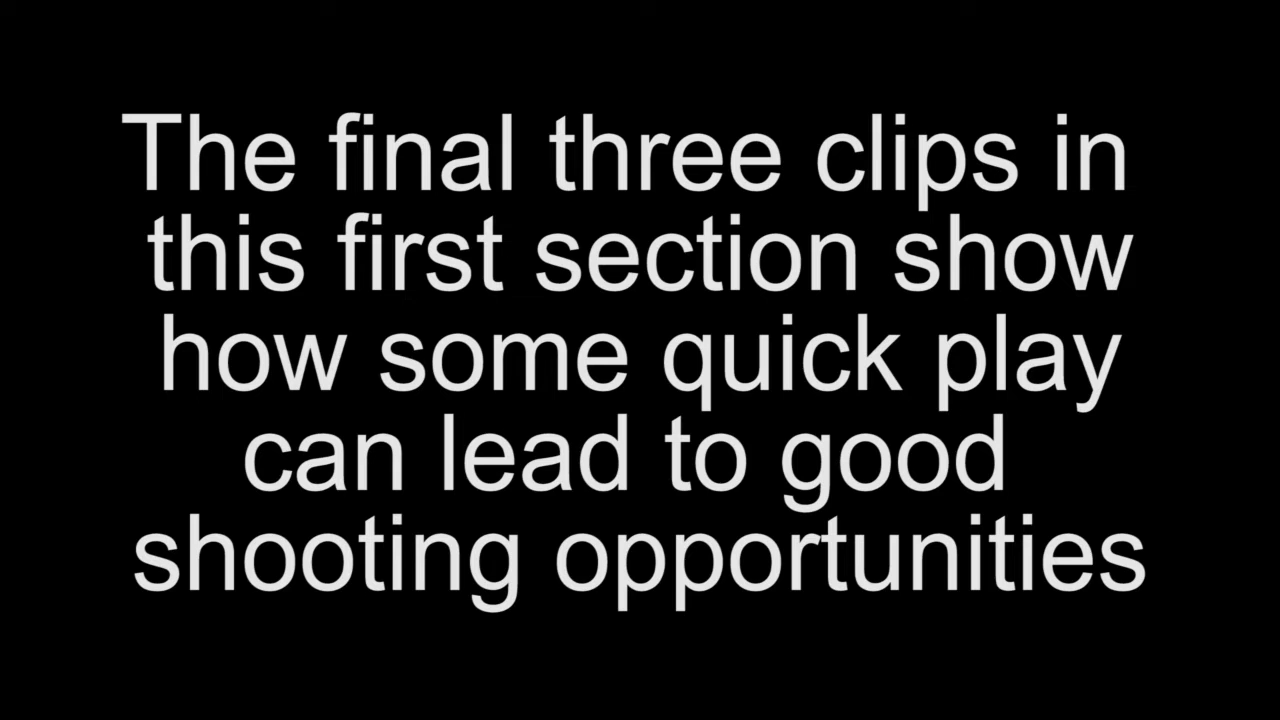 The final three clips in
this first section show
how some quick play
can lead to good
shooting opportunities